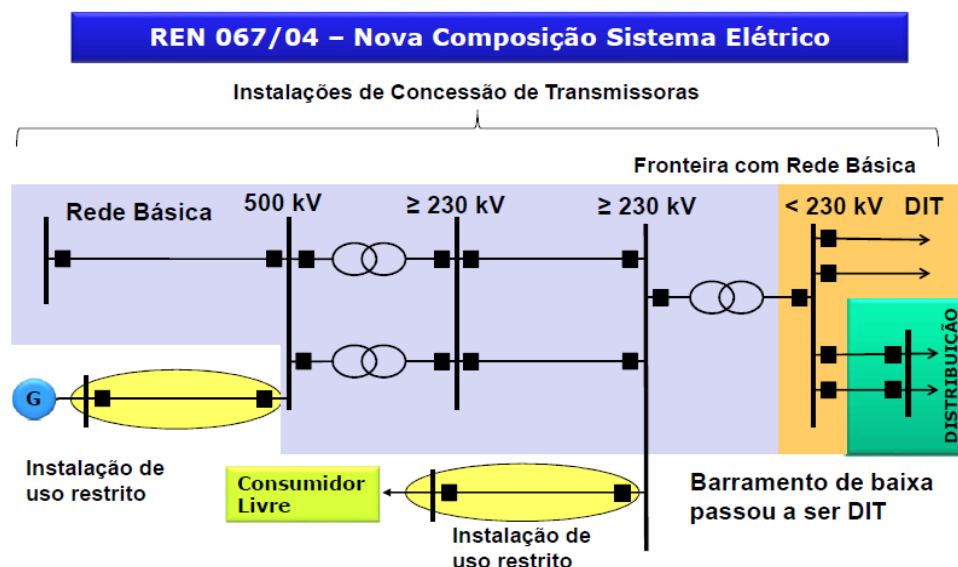 REN 067/04 – Nova Composição Sistema Elétrico
Instalações de Concessão de Transmissoras
Fronteira com Rede Básica
Rede Básica
500 kV
≥ 230 kV
≥ 230 kV
< 230 kV
DIT
DISTRIBUIÇÃO
G
Instalação de
uso restrito
Consumidor
Livre
Instalação de
uso restrito
Barramento de baixa
passou a ser DIT